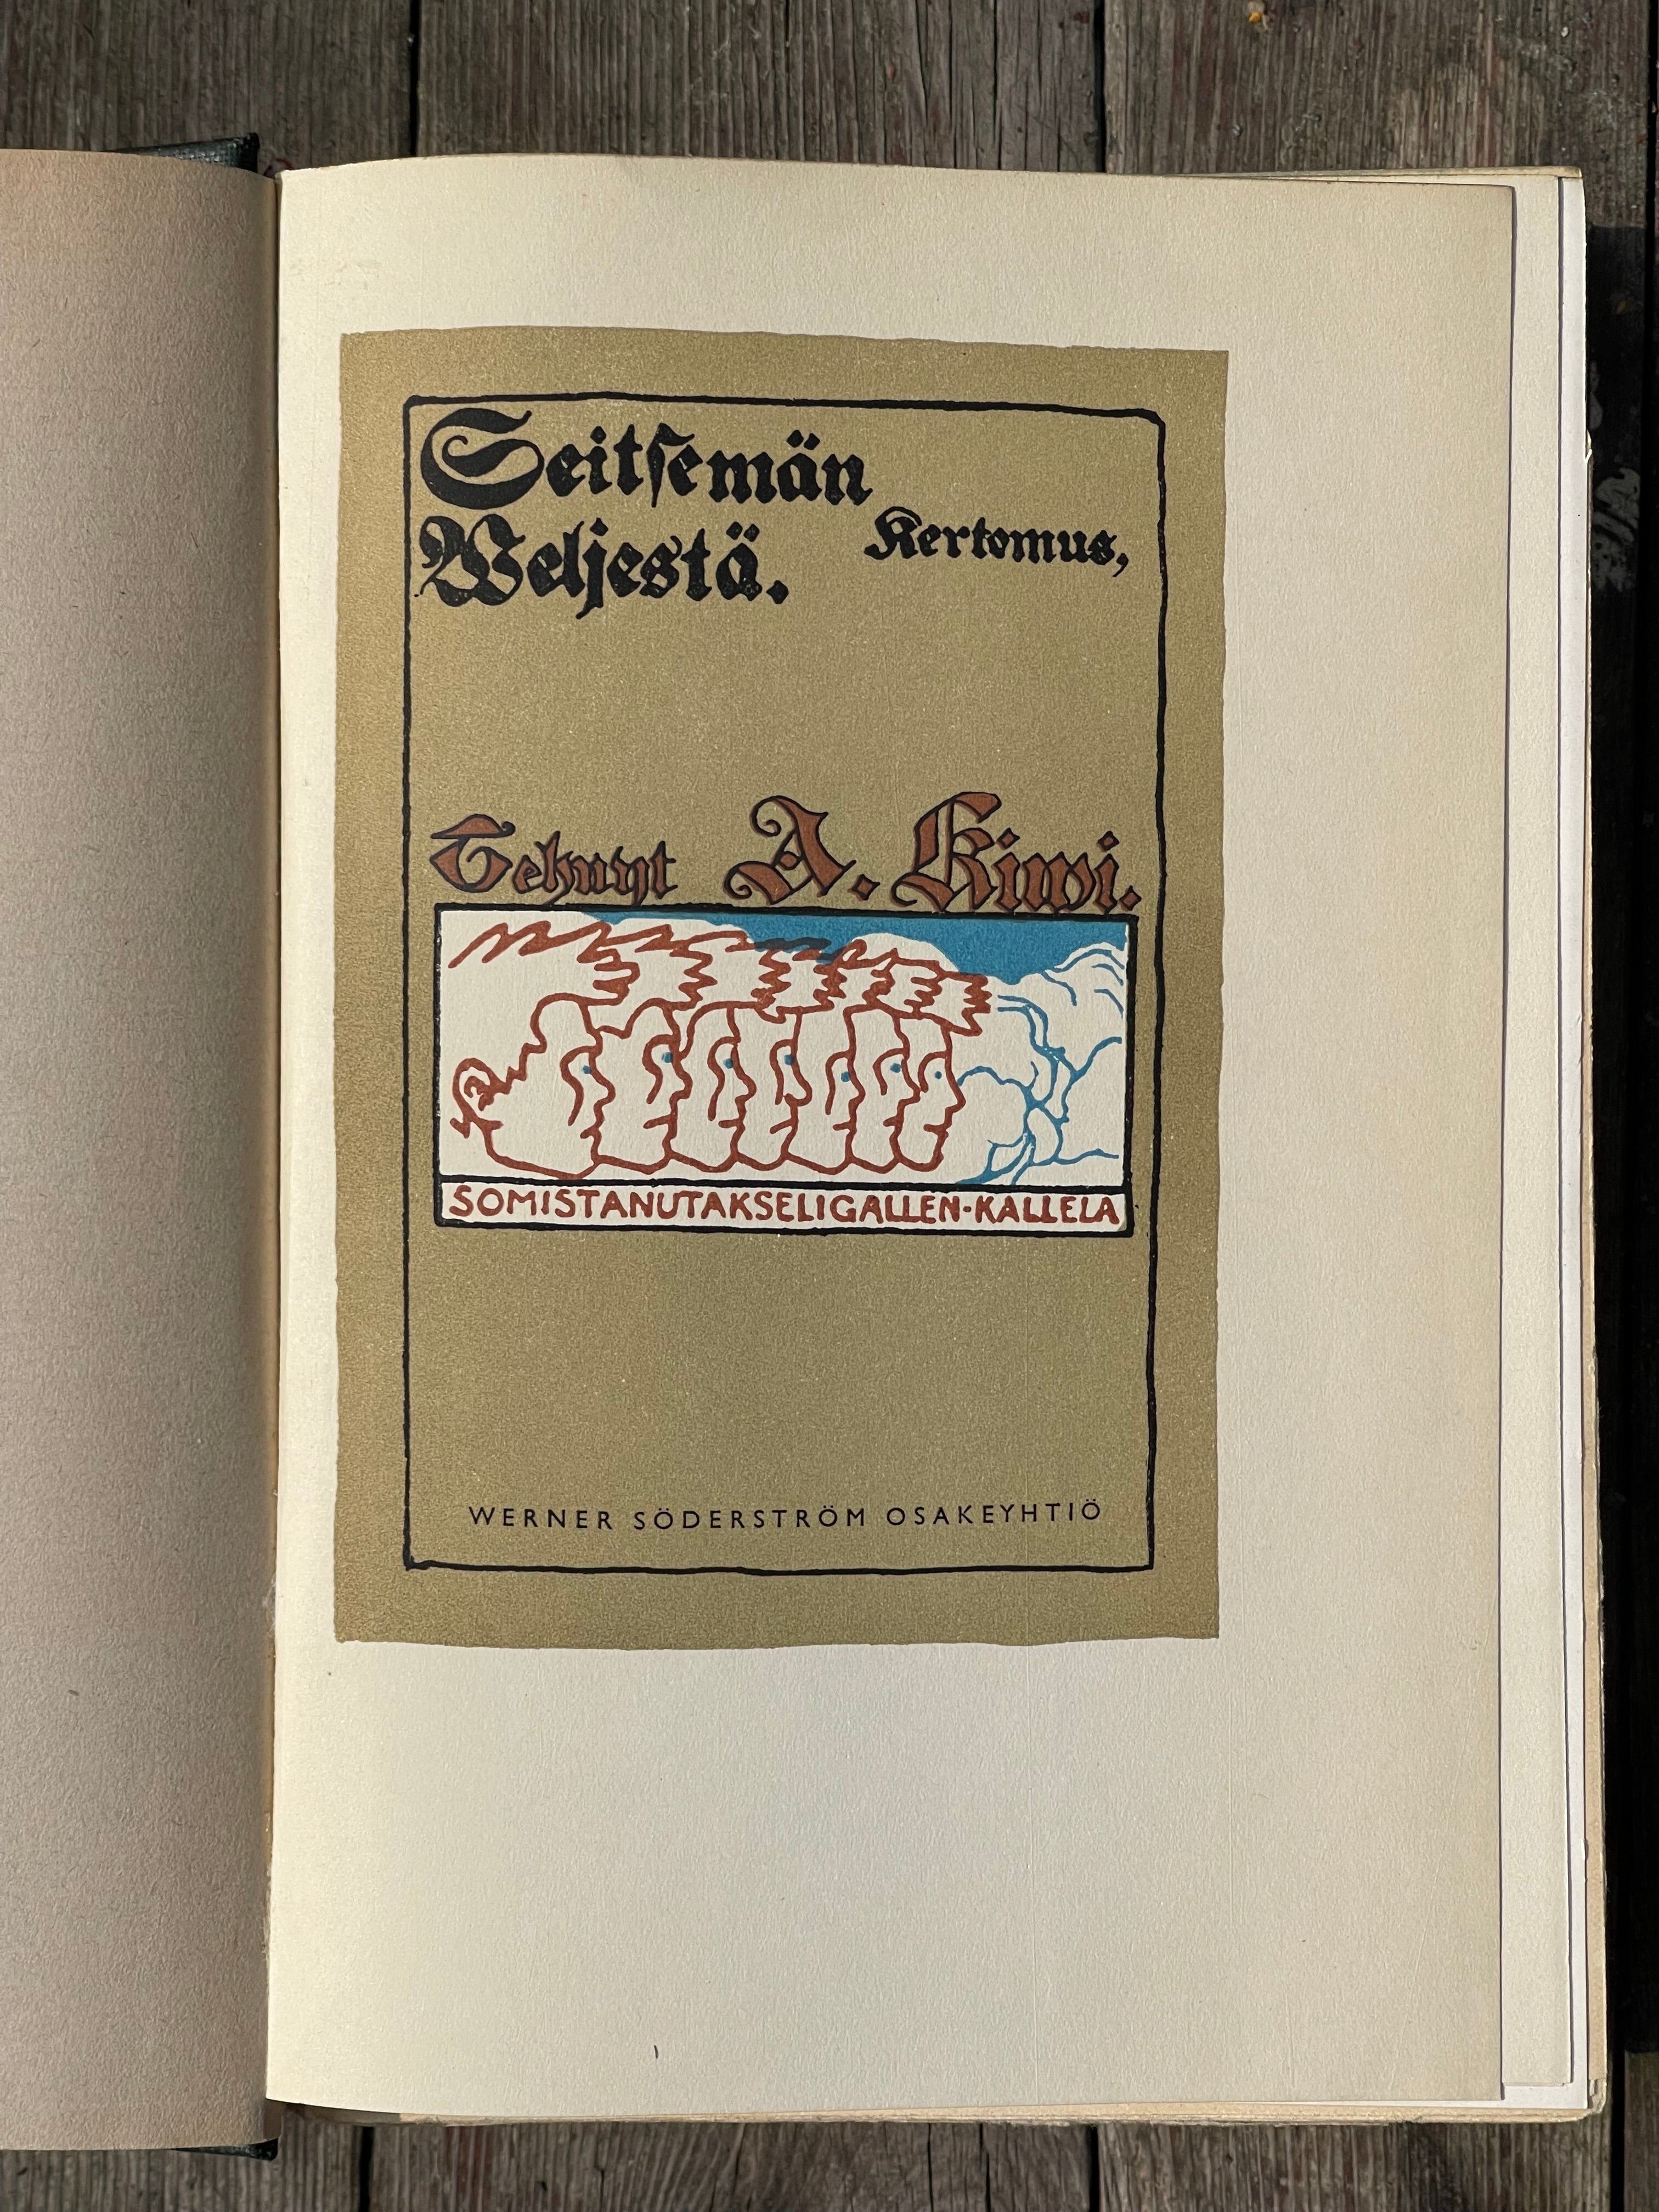 Seitſemän
Weljestä. Kertomus,
Tehnyt A. Kiwi.
SOMISTANUTAKSELIGALLEN-KALLELA
WERNER SÖDERSTRÖM OSAKEYHTIÖ